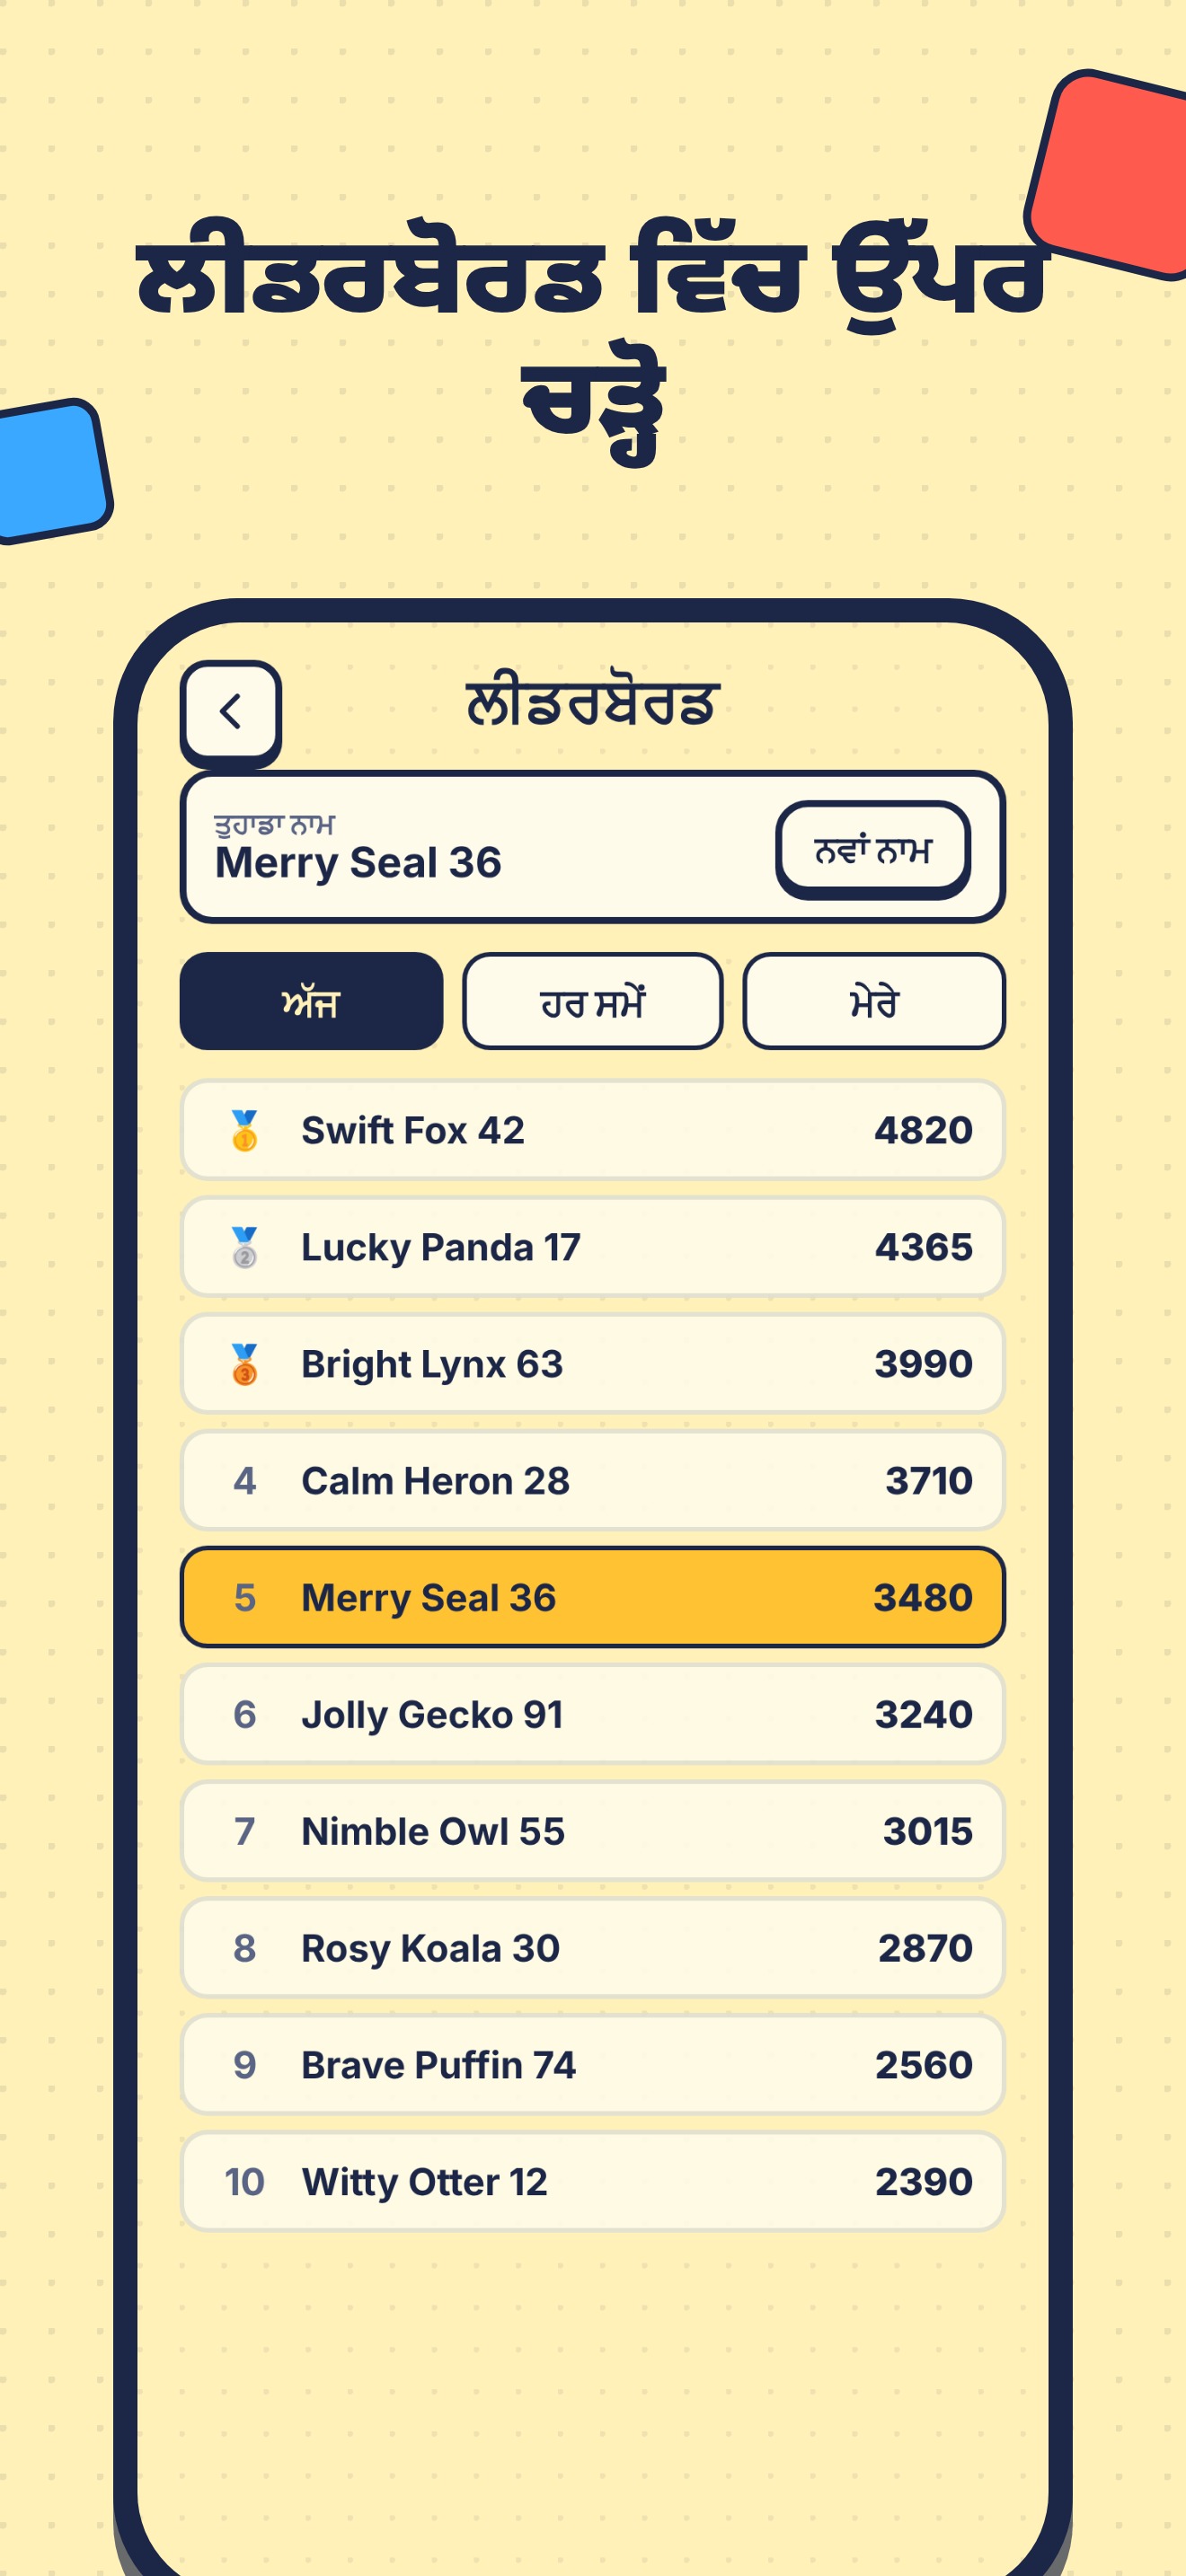 ਲੀਡਰਬੋਰਡ ਵਿੱਚ ਉੱਪਰ
ਚੜ੍ਹੋ
ਲੀਡਰਬੋਰਡ
ਤੁਹਾਡਾ ਨਾਮ
Merry Seal 36
ਨਵਾਂ ਨਾਮ
ਅੱਜ
ਹਰ ਸਮੇਂ
ਮੇਰੇ
🥇 Swift Fox 42 4820
🥈 Lucky Panda 17 4365
🥉 Bright Lynx 63 3990
4 Calm Heron 28 3710
5 Merry Seal 36 3480
6 Jolly Gecko 91 3240
7 Nimble Owl 55 3015
8 Rosy Koala 30 2870
9 Brave Puffin 74 2560
10 Witty Otter 12 2390